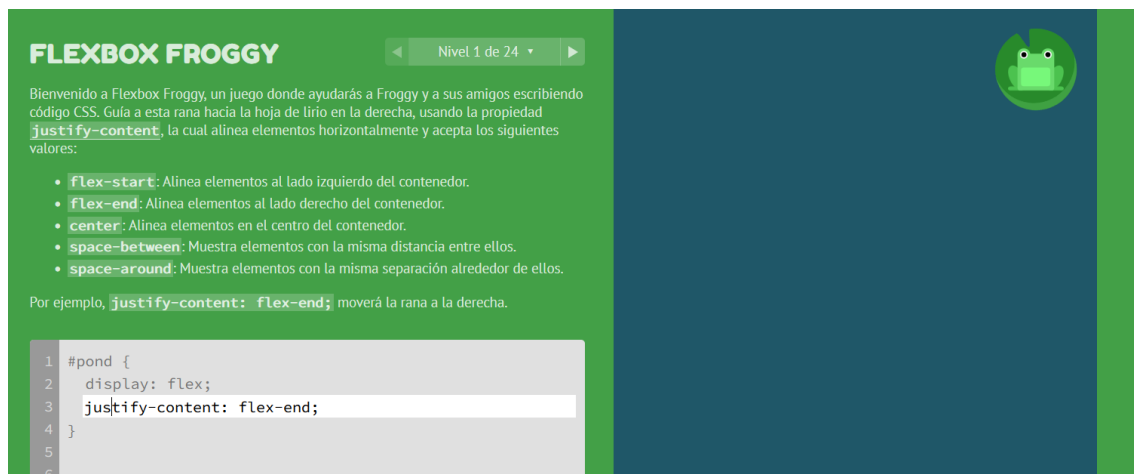 FLEXBOX FROGGY
◀ Nivel 1 de 24 ▾ ▶
Bienvenido a Flexbox Froggy, un juego donde ayudarás a Froggy y a sus amigos escribiendo
código CSS. Guía a esta rana hacia la hoja de lirio en la derecha, usando la propiedad
justify-content, la cual alinea elementos horizontalmente y acepta los siguientes
valores:
• flex-start: Alinea elementos al lado izquierdo del contenedor.
• flex-end: Alinea elementos al lado derecho del contenedor.
• center: Alinea elementos en el centro del contenedor.
• space-between: Muestra elementos con la misma distancia entre ellos.
• space-around: Muestra elementos con la misma separación alrededor de ellos.
Por ejemplo, justify-content: flex-end; moverá la rana a la derecha.
1 #pond {
2 display: flex;
3 justify-content: flex-end;
4 }
5
6